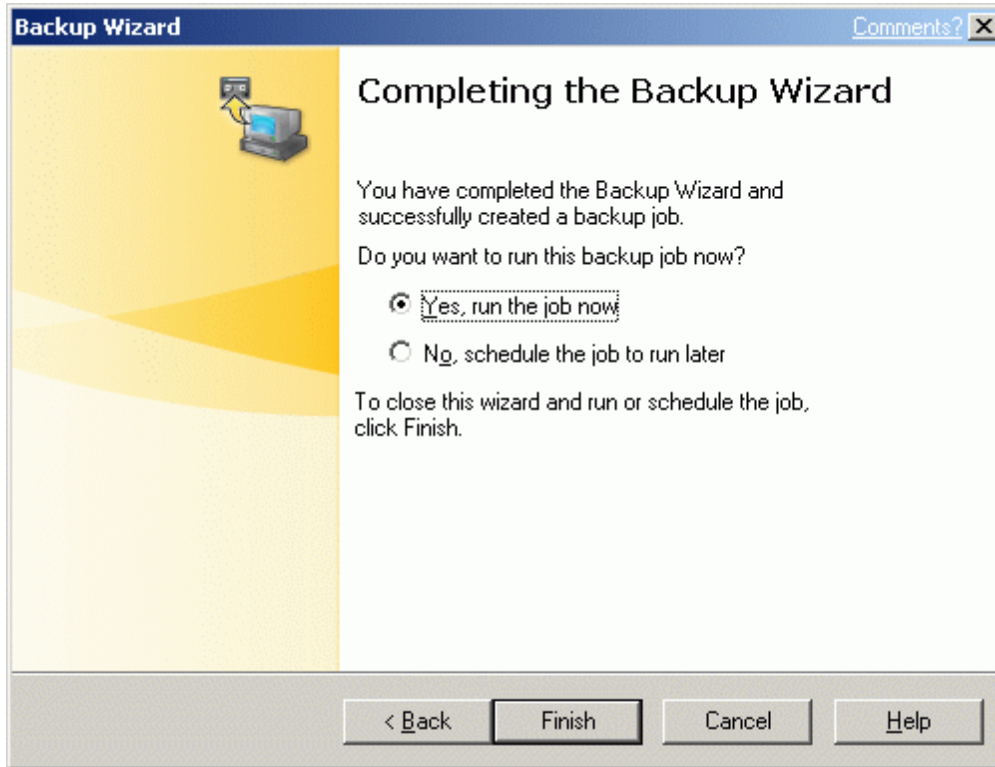 Backup Wizard
Comments?
Completing the Backup Wizard
You have completed the Backup Wizard and
successfully created a backup job.
Do you want to run this backup job now?
Yes, run the job now
No, schedule the job to run later
To close this wizard and run or schedule the job,
click Finish.
< Back
Finish
Cancel
Help